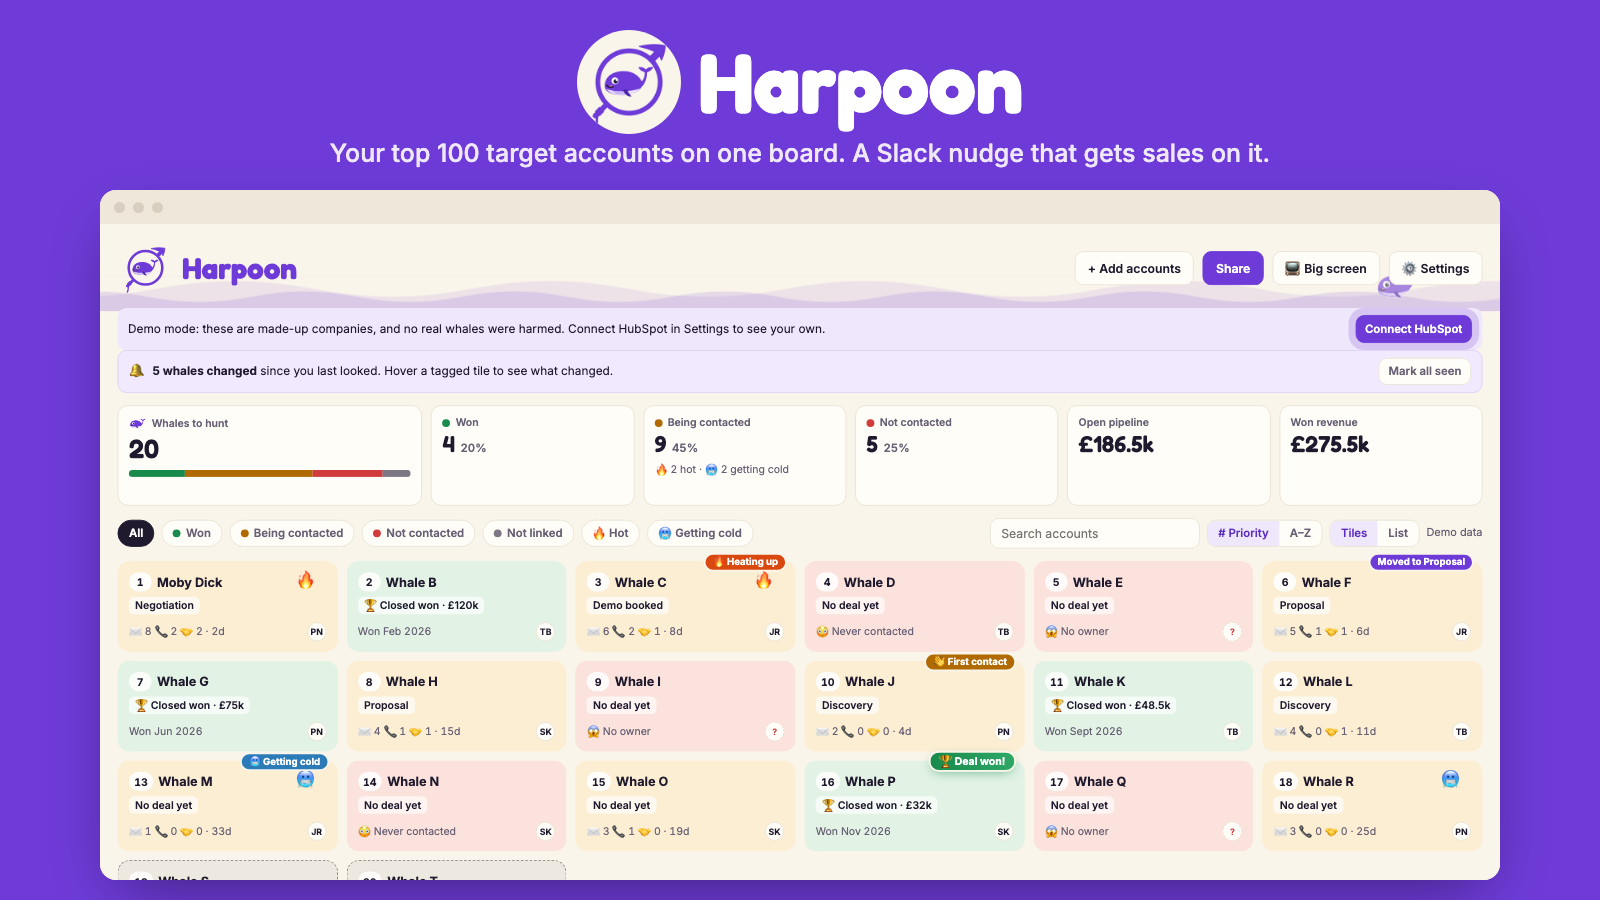 Harpoon
Your top 100 target accounts on one board. A Slack nudge that gets sales on it.
Harpoon
+ Add accounts
Share
Big screen
Settings
Demo mode: these are made-up companies, and no real whales were harmed. Connect HubSpot in Settings to see your own.
Connect HubSpot
5 whales changed since you last looked. Hover a tagged tile to see what changed.
Mark all seen
Whales to hunt
20
Won
4 20%
Being contacted
9 45%
2 hot · 2 getting cold
Not contacted
5 25%
Open pipeline
£186.5k
Won revenue
£275.5k
All
Won
Being contacted
Not contacted
Not linked
Hot
Getting cold
Search accounts
# Priority
A–Z
Tiles
List
Demo data
1 Moby Dick
Negotiation
8 2 2 · 2d
PN
2 Whale B
Closed won · £120k
Won Feb 2026
TB
Heating up
3 Whale C
Demo booked
6 2 1 · 8d
JR
4 Whale D
No deal yet
Never contacted
TB
5 Whale E
No deal yet
No owner
?
Moved to Proposal
6 Whale F
Proposal
5 1 1 · 6d
JR
7 Whale G
Closed won · £75k
Won Jun 2026
PN
8 Whale H
Proposal
4 1 1 · 15d
SK
9 Whale I
No deal yet
No owner
?
First contact
10 Whale J
Discovery
2 0 0 · 4d
PN
11 Whale K
Closed won · £48.5k
Won Sept 2026
TB
12 Whale L
Discovery
4 0 1 · 11d
TB
Getting cold
13 Whale M
No deal yet
1 0 0 · 33d
JR
14 Whale N
No deal yet
Never contacted
SK
15 Whale O
No deal yet
3 1 0 · 19d
SK
Deal won!
16 Whale P
Closed won · £32k
Won Nov 2026
SK
17 Whale Q
No deal yet
No owner
?
18 Whale R
No deal yet
3 0 0 · 25d
PN
19 Whale S
20 Whale T